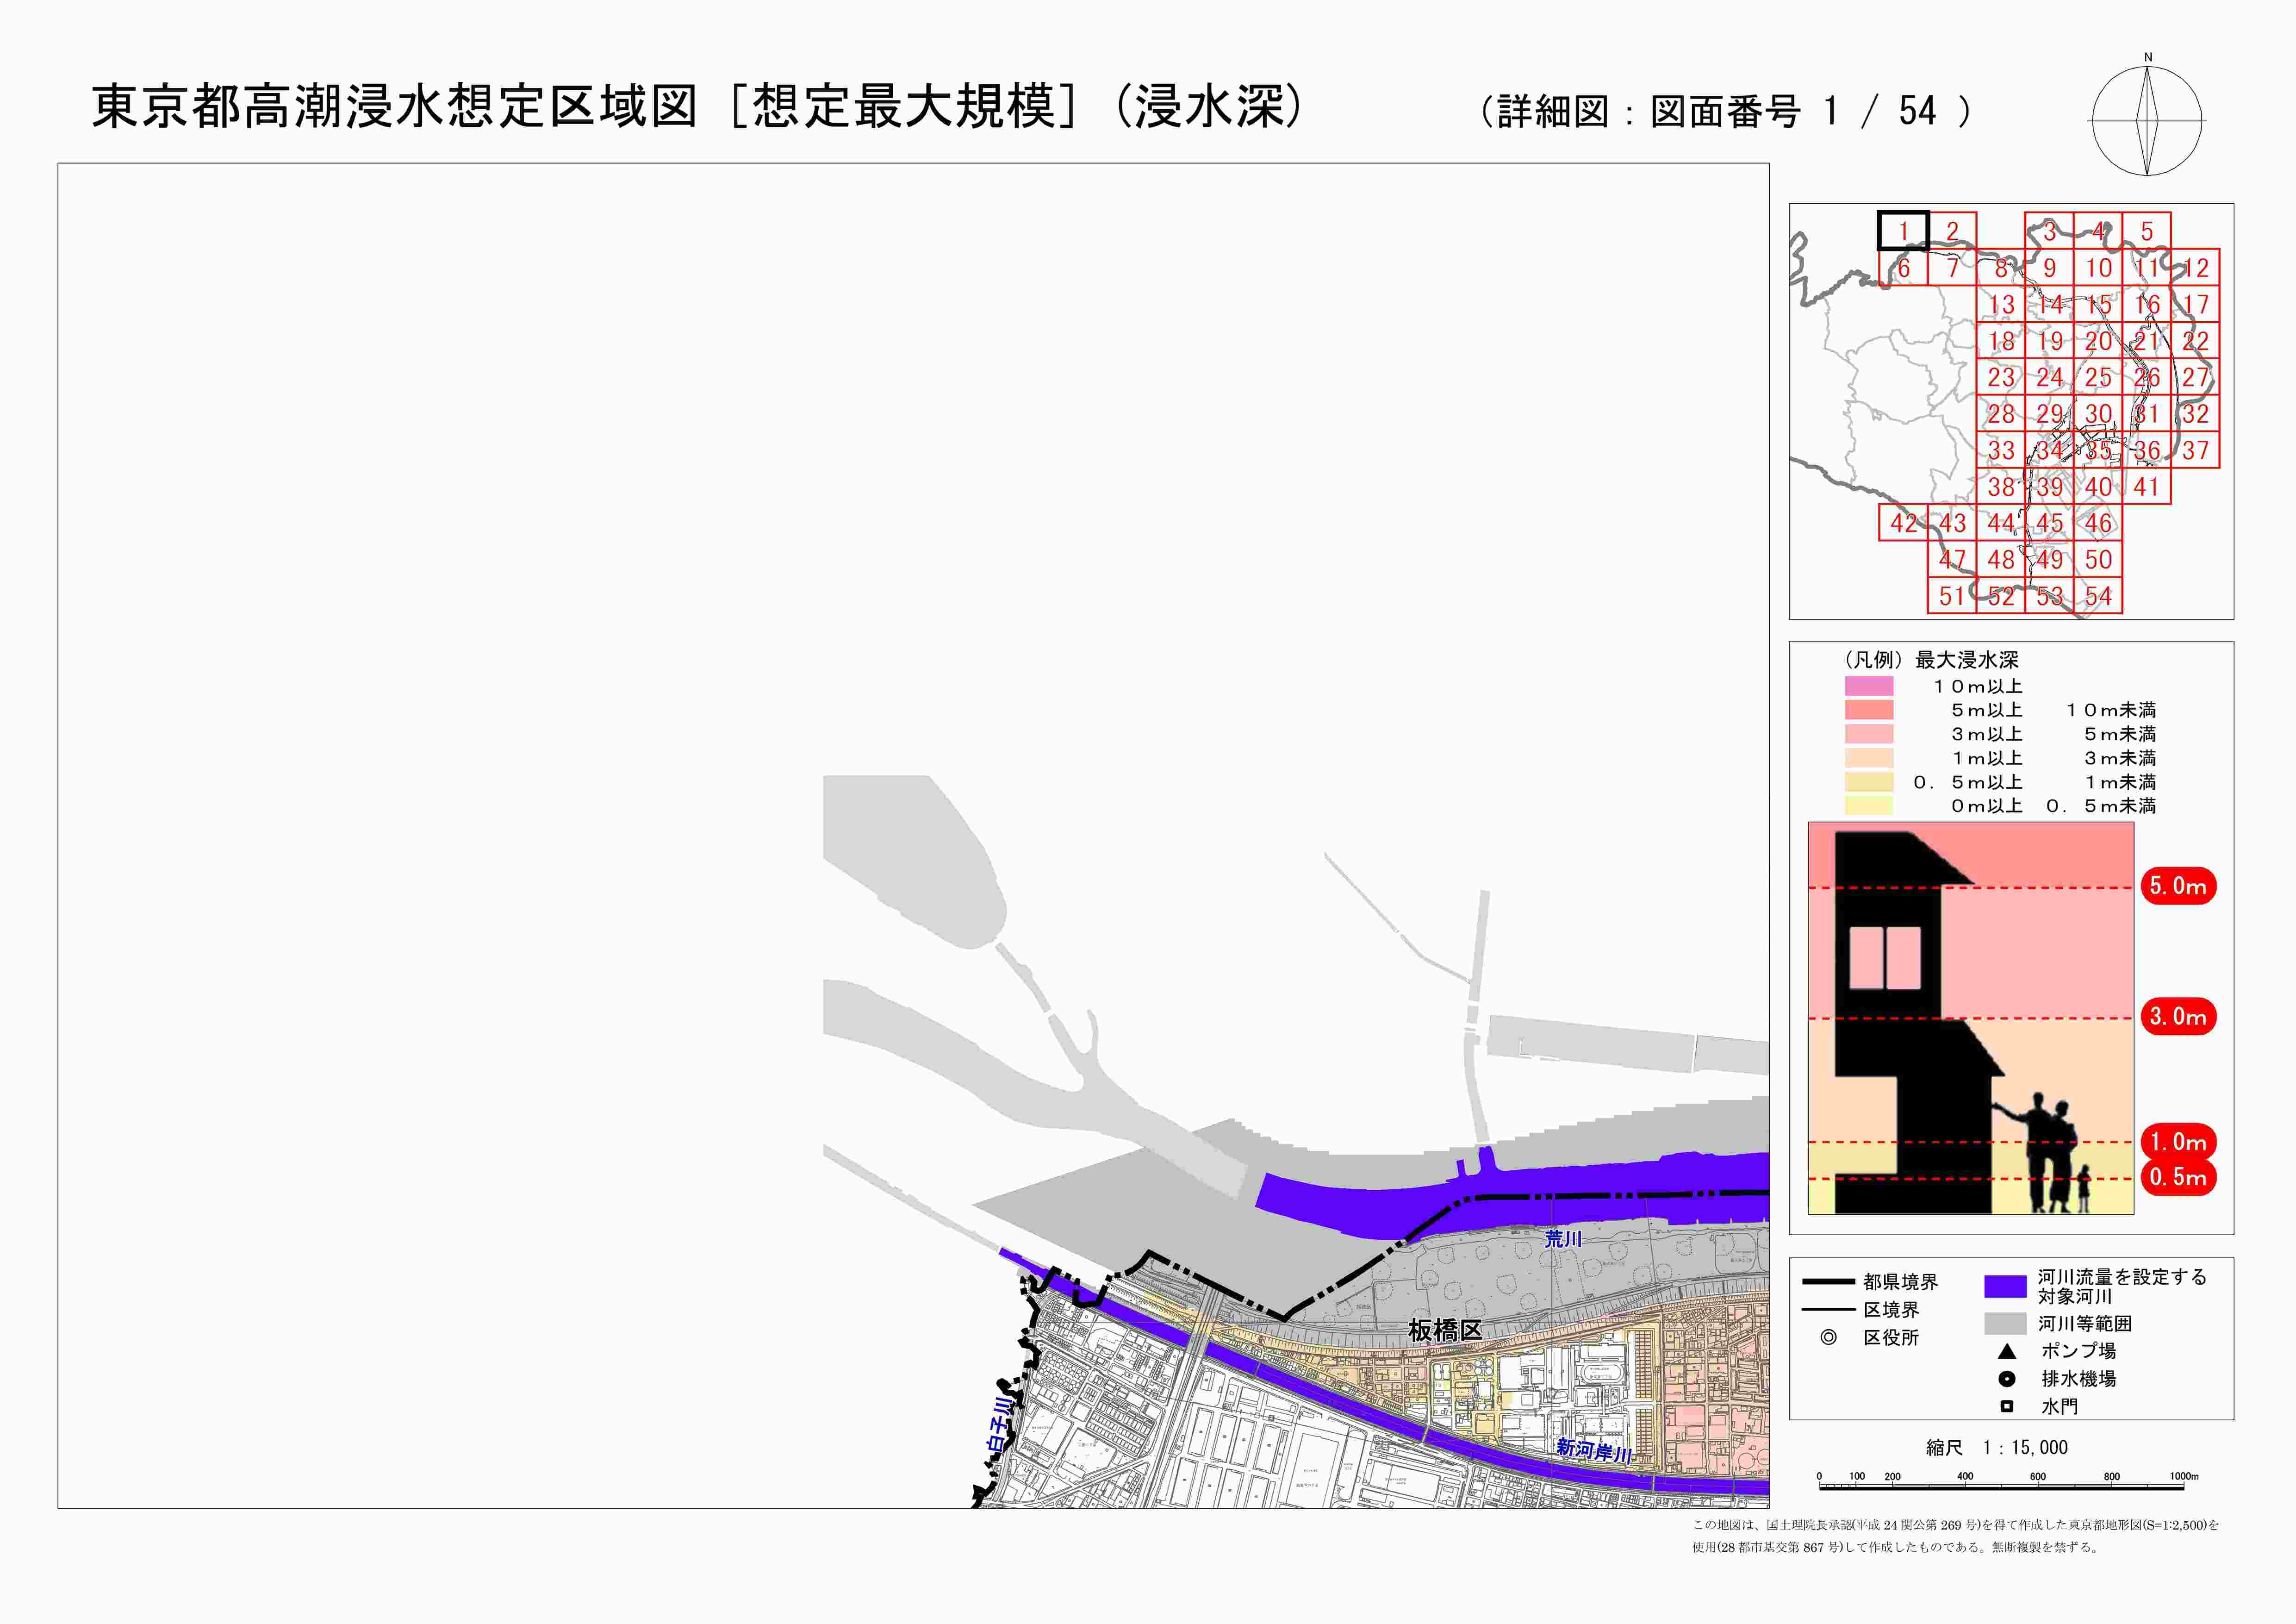 東京都高潮浸水想定区域図［想定最大規模］（浸水深）
（詳細図：図面番号 1 / 54 ）
N
1 2 3 4 5
6 7 8 9 10 11 12
13 14 15 16 17
18 19 20 21 22
23 24 25 26 27
28 29 30 31 32
33 34 35 36 37
38 39 40 41
42 43 44 45 46
47 48 49 50
51 52 53 54
（凡例）最大浸水深
１０ｍ以上
５ｍ以上 １０ｍ未満
３ｍ以上 ５ｍ未満
１ｍ以上 ３ｍ未満
０．５ｍ以上 １ｍ未満
０ｍ以上 ０．５ｍ未満
5.0m
3.0m
1.0m
0.5m
荒川
板橋区
白子川
新河岸川
都県境界
区境界
区役所
河川流量を設定する
対象河川
河川等範囲
ポンプ場
排水機場
水門
縮尺 1：15,000
0 100 200 400 600 800 1000m
この地図は、国土理院長承認(平成 24 関公第 269 号)を得て作成した東京都地形図(S=1:2,500)を
使用(28 都市基交第 867 号)して作成したものである。無断複製を禁ずる。